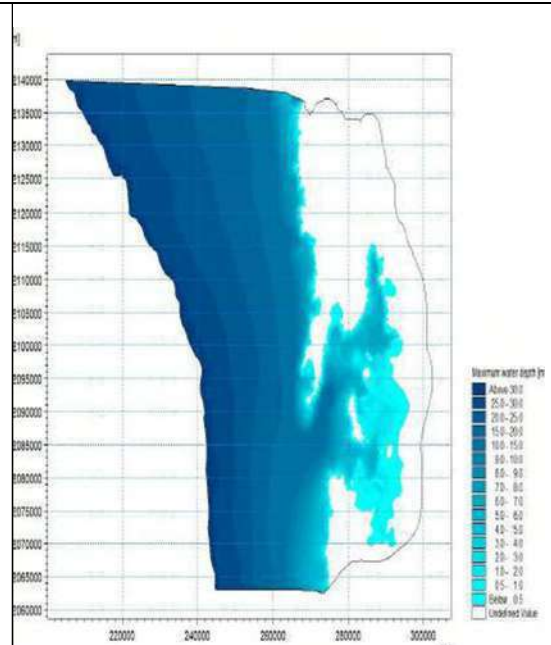 m]
2140000
2135000
2130000
2125000
2120000
2115000
2110000
2105000
2100000
2095000
2090000
2085000
2080000
2075000
2070000
2065000
2060000
220000 240000 260000 280000 300000
Maximum water depth [m
Above 30.0
25.0 - 30.0
20.0 - 25.0
15.0 - 20.0
10.0 - 15.0
9.0 - 10.0
8.0 - 9.0
7.0 - 8.0
6.0 - 7.0
5.0 - 6.0
4.0 - 5.0
3.0 - 4.0
2.0 - 3.0
1.0 - 2.0
0.5 - 1.0
Below 0.5
Undefined Value